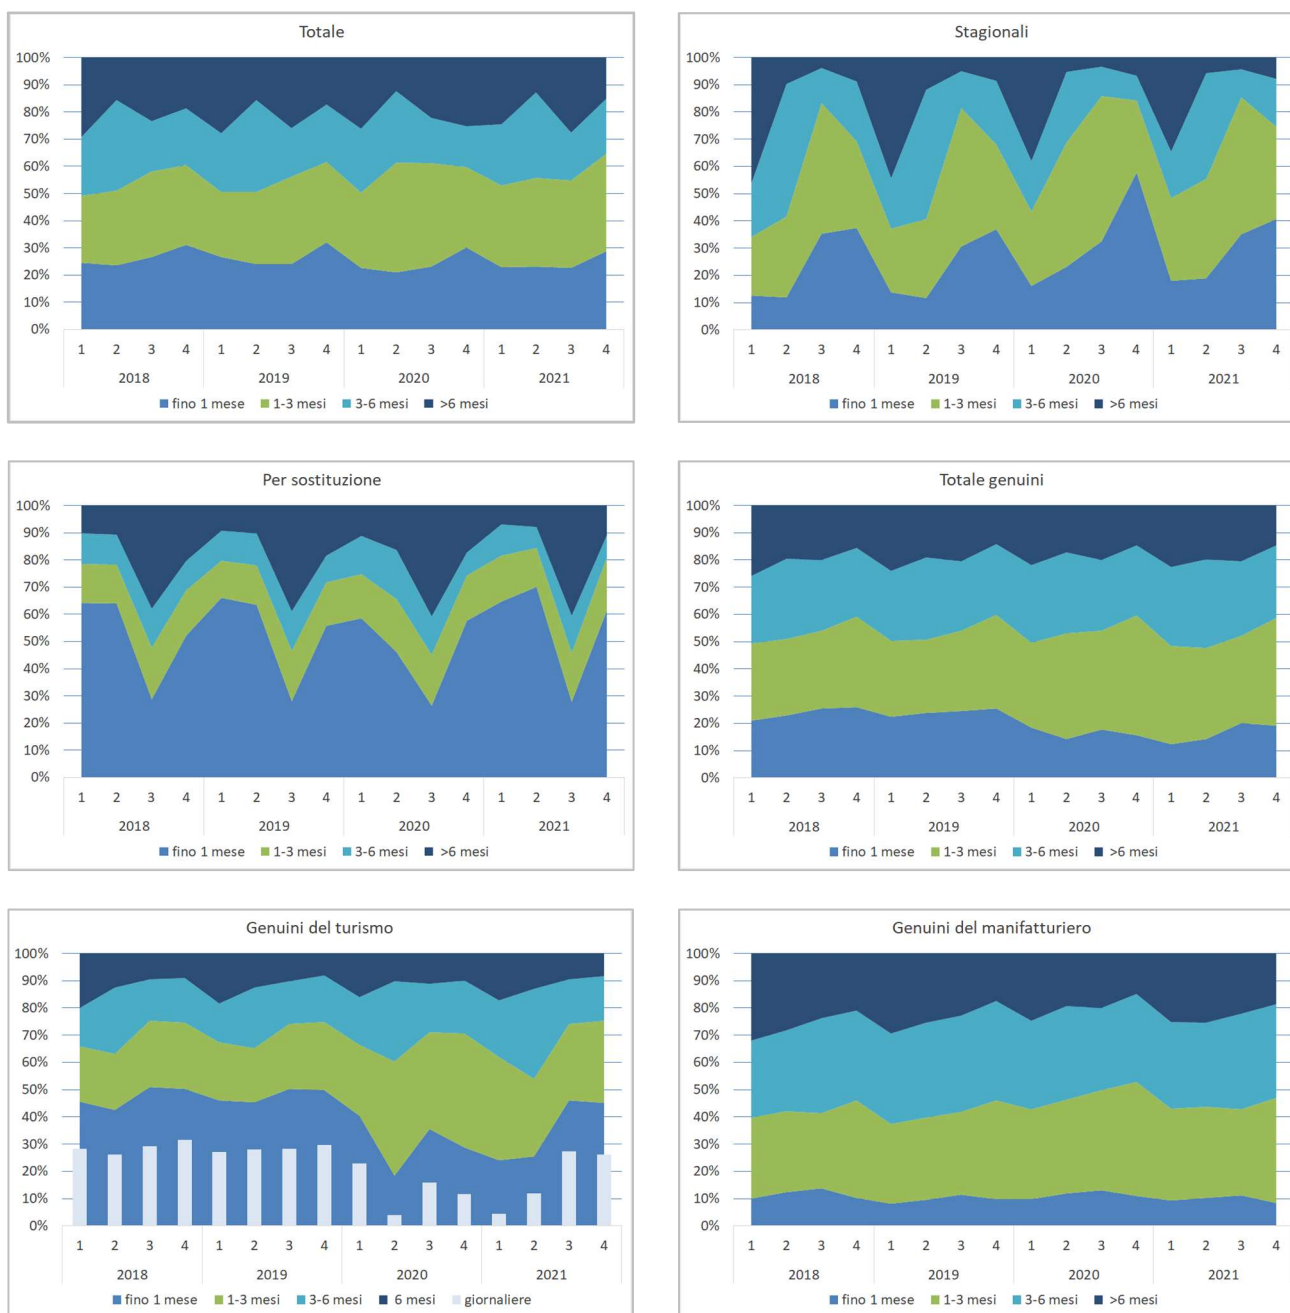 Totale
100%
90%
80%
70%
60%
50%
40%
30%
20%
10%
0%
1 2 3 4 1 2 3 4 1 2 3 4 1 2 3 4
2018 2019 2020 2021
fino 1 mese 1-3 mesi 3-6 mesi >6 mesi
Stagionali
100%
90%
80%
70%
60%
50%
40%
30%
20%
10%
0%
1 2 3 4 1 2 3 4 1 2 3 4 1 2 3 4
2018 2019 2020 2021
fino 1 mese 1-3 mesi 3-6 mesi >6 mesi
Per sostituzione
100%
90%
80%
70%
60%
50%
40%
30%
20%
10%
0%
1 2 3 4 1 2 3 4 1 2 3 4 1 2 3 4
2018 2019 2020 2021
fino 1 mese 1-3 mesi 3-6 mesi >6 mesi
Totale genuini
100%
90%
80%
70%
60%
50%
40%
30%
20%
10%
0%
1 2 3 4 1 2 3 4 1 2 3 4 1 2 3 4
2018 2019 2020 2021
fino 1 mese 1-3 mesi 3-6 mesi >6 mesi
Genuini del turismo
100%
90%
80%
70%
60%
50%
40%
30%
20%
10%
0%
1 2 3 4 1 2 3 4 1 2 3 4 1 2 3 4
2018 2019 2020 2021
fino 1 mese 1-3 mesi 3-6 mesi 6 mesi giornaliere
Genuini del manifatturiero
100%
90%
80%
70%
60%
50%
40%
30%
20%
10%
0%
1 2 3 4 1 2 3 4 1 2 3 4 1 2 3 4
2018 2019 2020 2021
fino 1 mese 1-3 mesi 3-6 mesi >6 mesi